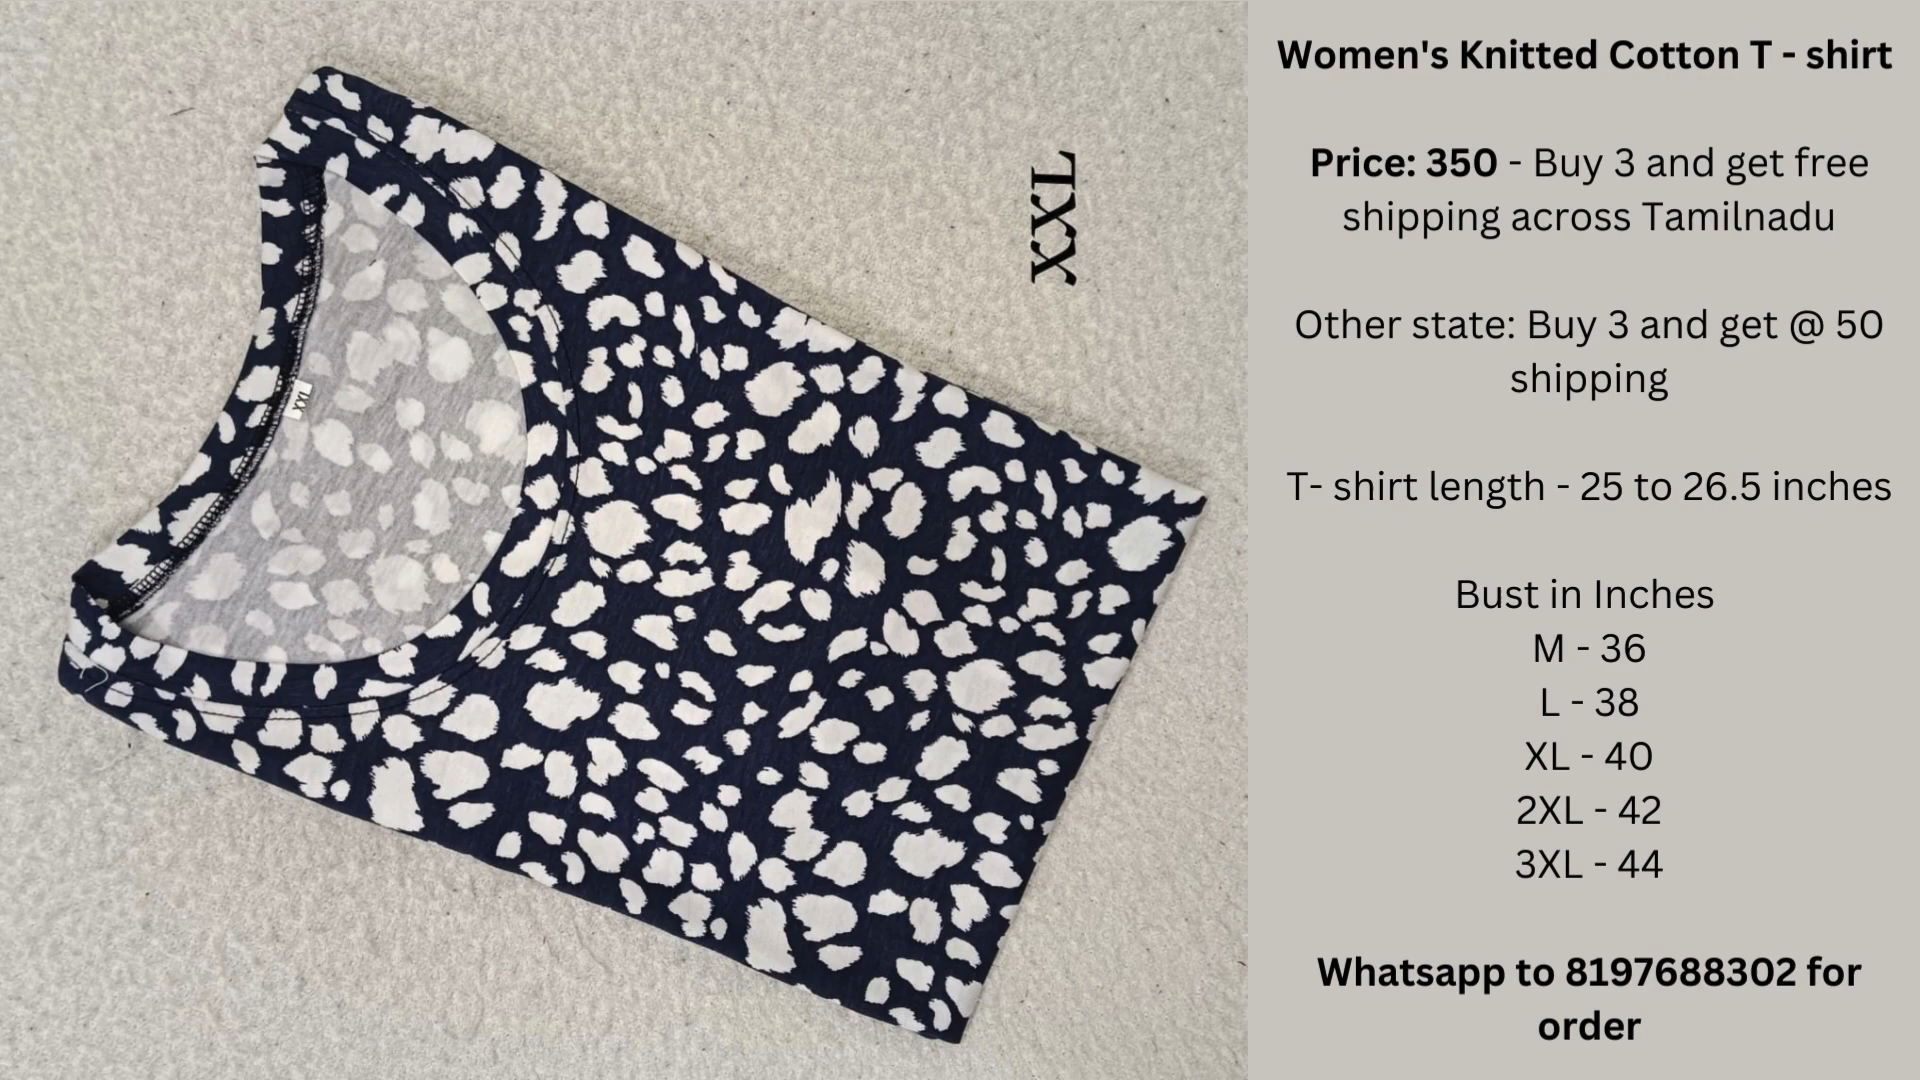 XXL
XXL
Women's Knitted Cotton T - shirt
Price: 350 - Buy 3 and get free
shipping across Tamilnadu
Other state: Buy 3 and get @ 50
shipping
T- shirt length - 25 to 26.5 inches
Bust in Inches
M - 36
L - 38
XL - 40
2XL - 42
3XL - 44
Whatsapp to 8197688302 for
order